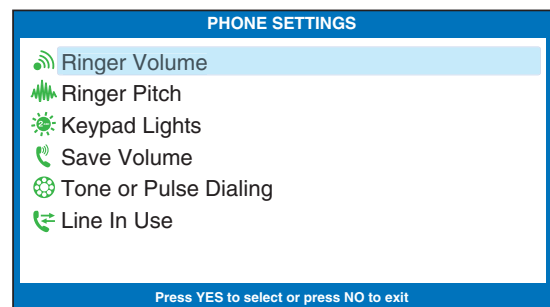 PHONE SETTINGS
Ringer Volume
Ringer Pitch
Keypad Lights
Save Volume
Tone or Pulse Dialing
Line In Use
Press YES to select or press NO to exit